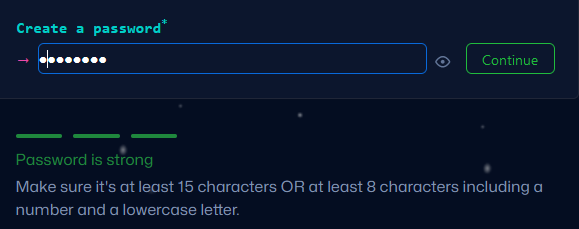 Create a password*
→ ●●●●●●●● Continue
Password is strong
Make sure it's at least 15 characters OR at least 8 characters including a
number and a lowercase letter.